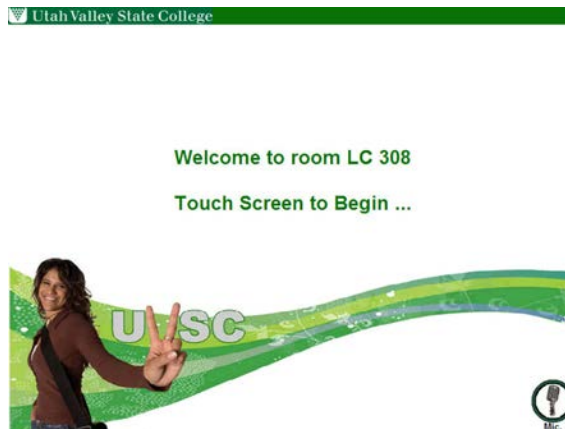 Utah Valley State College
Welcome to room LC 308
Touch Screen to Begin ...
UVSC
Mic.